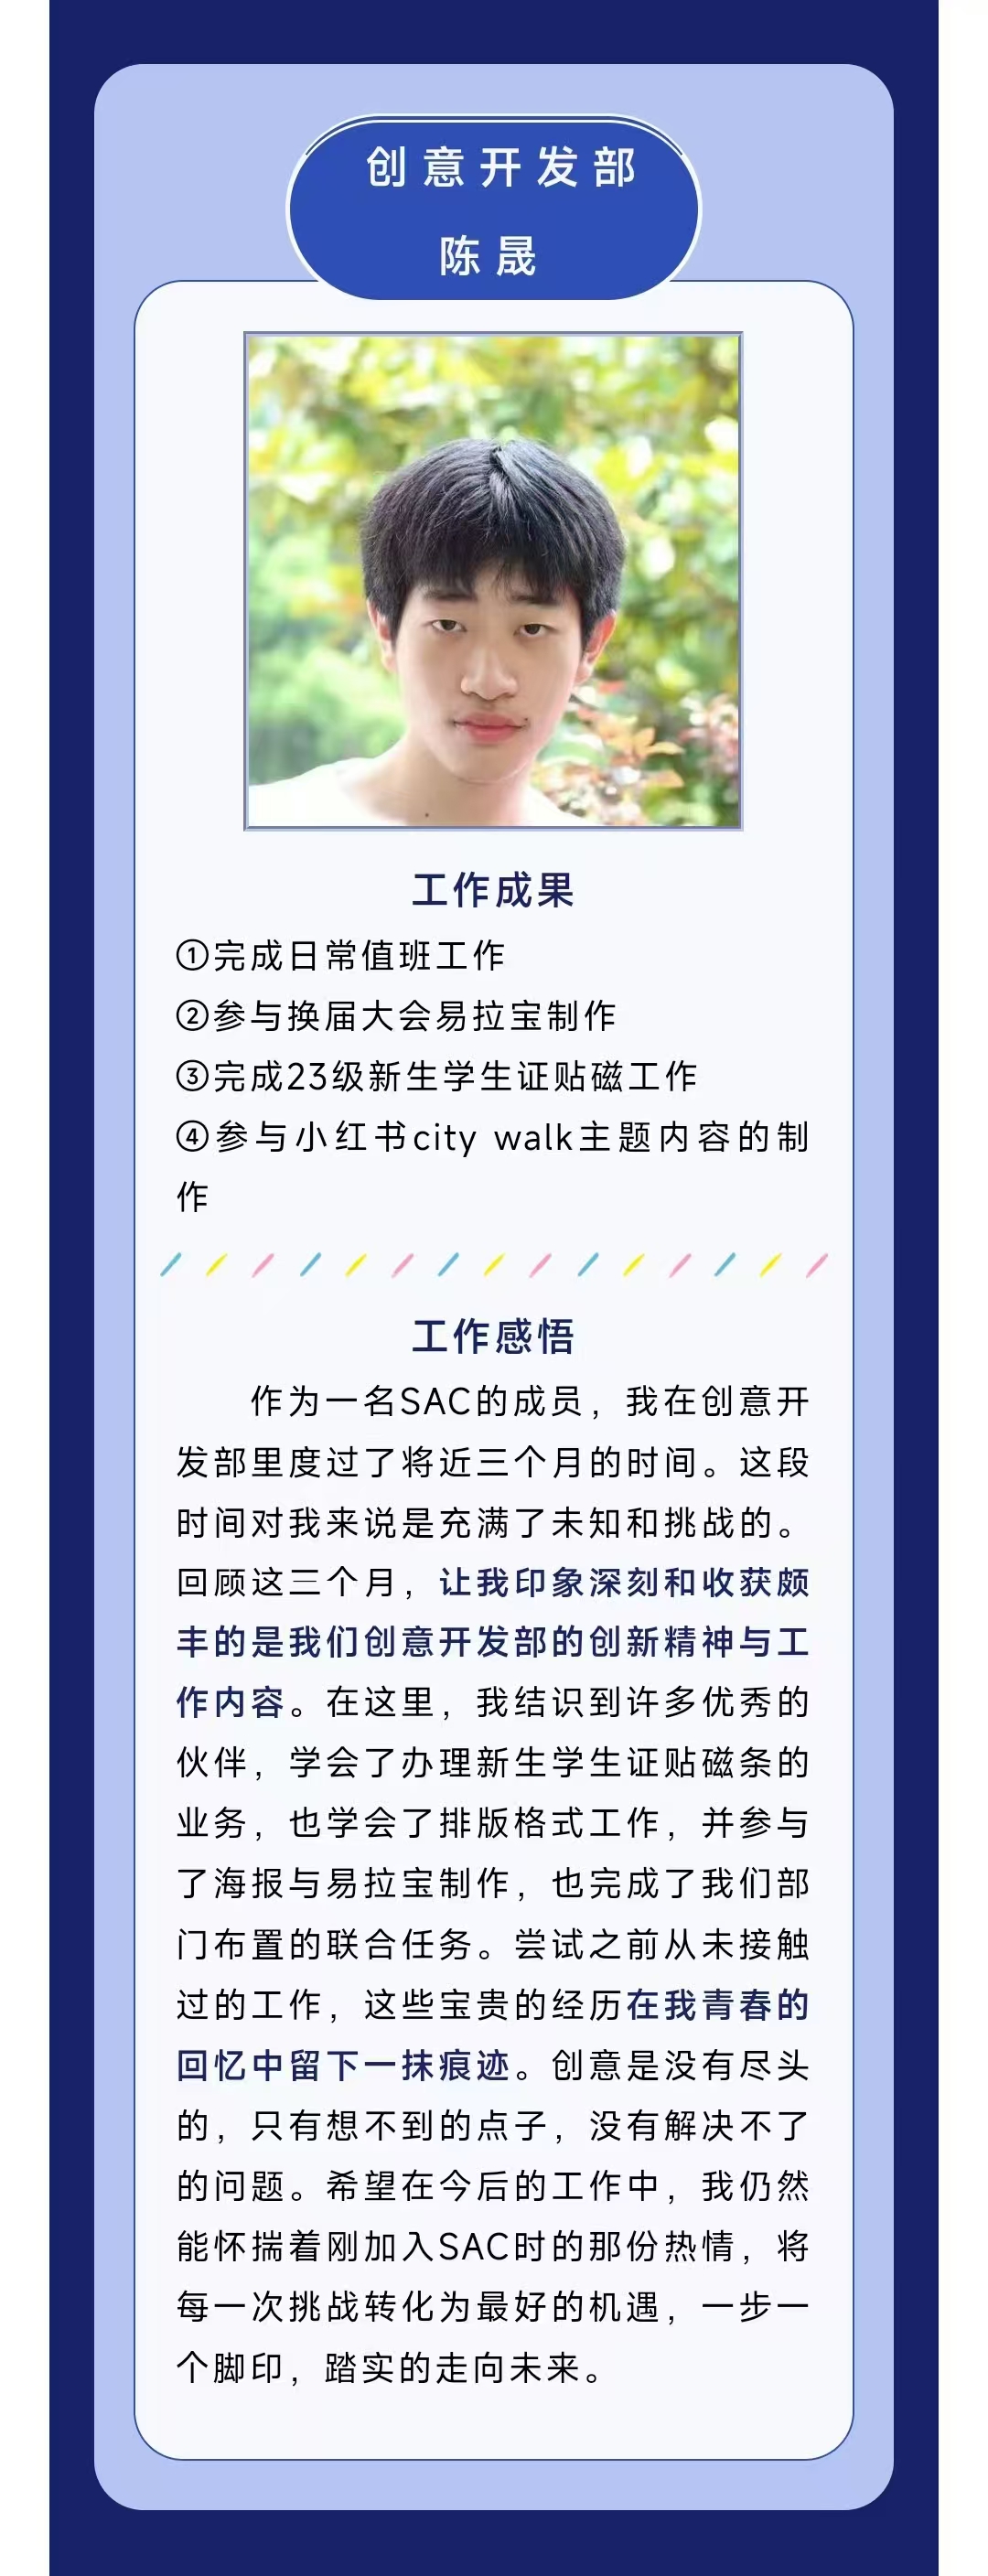 创意开发部
陈晟
工作成果
①完成日常值班工作
②参与换届大会易拉宝制作
③完成23级新生学生证贴磁工作
④参与小红书city walk主题内容的制
作
工作感悟
作为一名SAC的成员，我在创意开
发部里度过了将近三个月的时间。这段
时间对我来说是充满了未知和挑战的。
回顾这三个月，让我印象深刻和收获颇
丰的是我们创意开发部的创新精神与工
作内容。在这里，我结识到许多优秀的
伙伴，学会了办理新生学生证贴磁条的
业务，也学会了排版格式工作，并参与
了海报与易拉宝制作，也完成了我们部
门布置的联合任务。尝试之前从未接触
过的工作，这些宝贵的经历在我青春的
回忆中留下一抹痕迹。创意是没有尽头
的，只有想不到的点子，没有解决不了
的问题。希望在今后的工作中，我仍然
能怀揣着刚加入SAC时的那份热情，将
每一次挑战转化为最好的机遇，一步一
个脚印，踏实的走向未来。